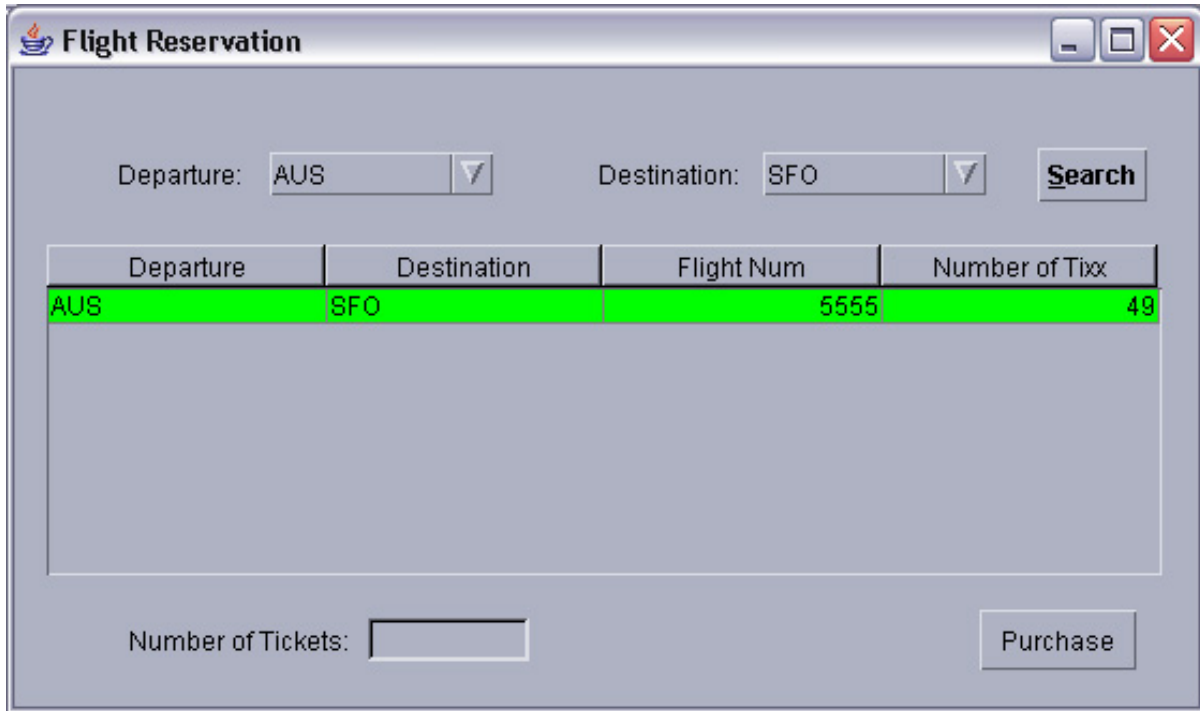 Flight Reservation
Departure: AUS Destination: SFO Search
Departure Destination Flight Num Number of Tixx
AUS SFO 5555 49
Number of Tickets: Purchase